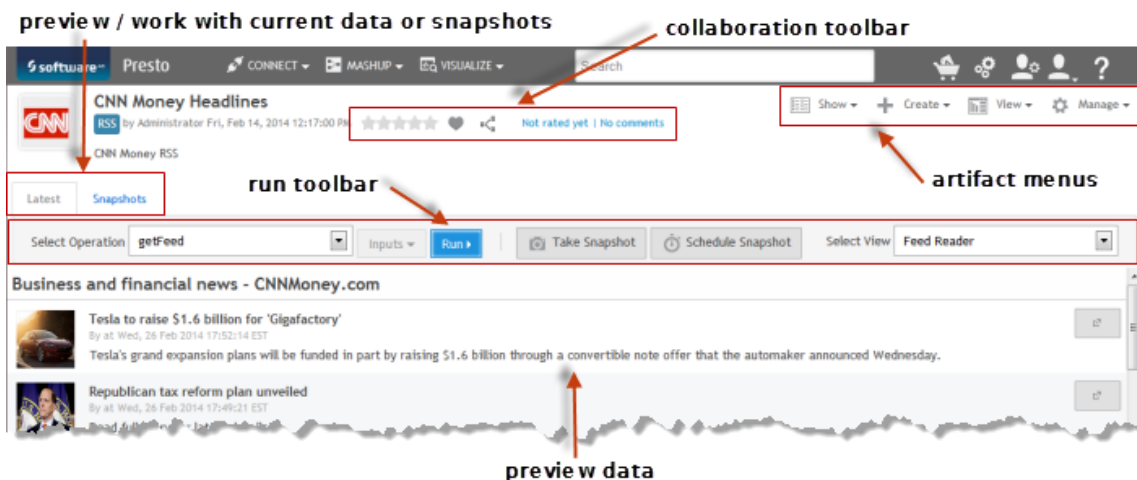 preview / work with current data or snapshots
collaboration toolbar
software Presto CONNECT MASHUP VISUALIZE Search ?
CNN Money Headlines
CNN
RSS by Administrator Fri, Feb 14, 2014 12:17:00 PM Not rated yet | No comments
Show Create View Manage
CNN Money RSS
run toolbar
artifact menus
Latest Snapshots
Select Operation getFeed Inputs Run Take Snapshot Schedule Snapshot Select View Feed Reader
Business and financial news - CNNMoney.com
Tesla to raise $1.6 billion for 'Gigafactory'
By at Wed, 26 Feb 2014 17:52:14 EST
Tesla's grand expansion plans will be funded in part by raising $1.6 billion through a convertible note offer that the automaker announced Wednesday.
Republican tax reform plan unveiled
By at Wed, 26 Feb 2014 17:49:21 EST
preview data